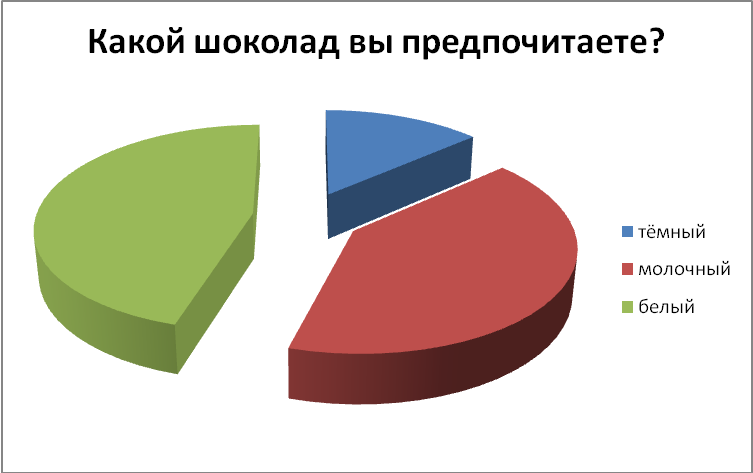 Какой шоколад вы предпочитаете?
тёмный
молочный
белый